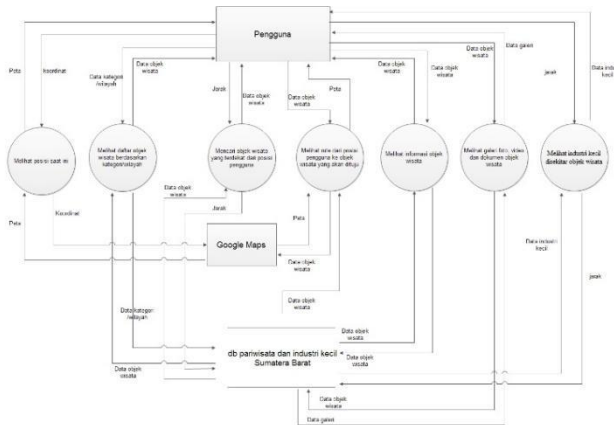 Pengguna
Data objek
wisata
Data galeri
Peta
Koordinat
Data kategori
/wilayah
Data objek
wisata
Jarak
Data objek
wisata
Data objek
wisata
Peta
Data objek
wisata
Data objek
wisata
jarak
Data indu
kecil
Melihat posisi saat ini
Melihat daftar objek
wisata berdasarkan
kategori/wilayah
Mencari objek wisata
yang terdekat dari posisi
pengguna
Melihat rute dari posisi
pengguna ke objek
wisata yang akan dituju
Melihat informasi objek
wisata
Melihat galeri foto, video
dan dokumen objek
wisata
Melihat industri kecil
disekitar objek wisata
Data objek
wisata
Peta
Koordinat
Jarak
Peta
Google Maps
Data objek
wisata
Data industri
kecil
jarak
Data objek
wisata
Data kategori
/wilayah
Data objek
wisata
db pariwisata dan industri kecil
Sumatera Barat
Data objek
wisata
Data objek
wisata
Data objek
wisata
Data galeri